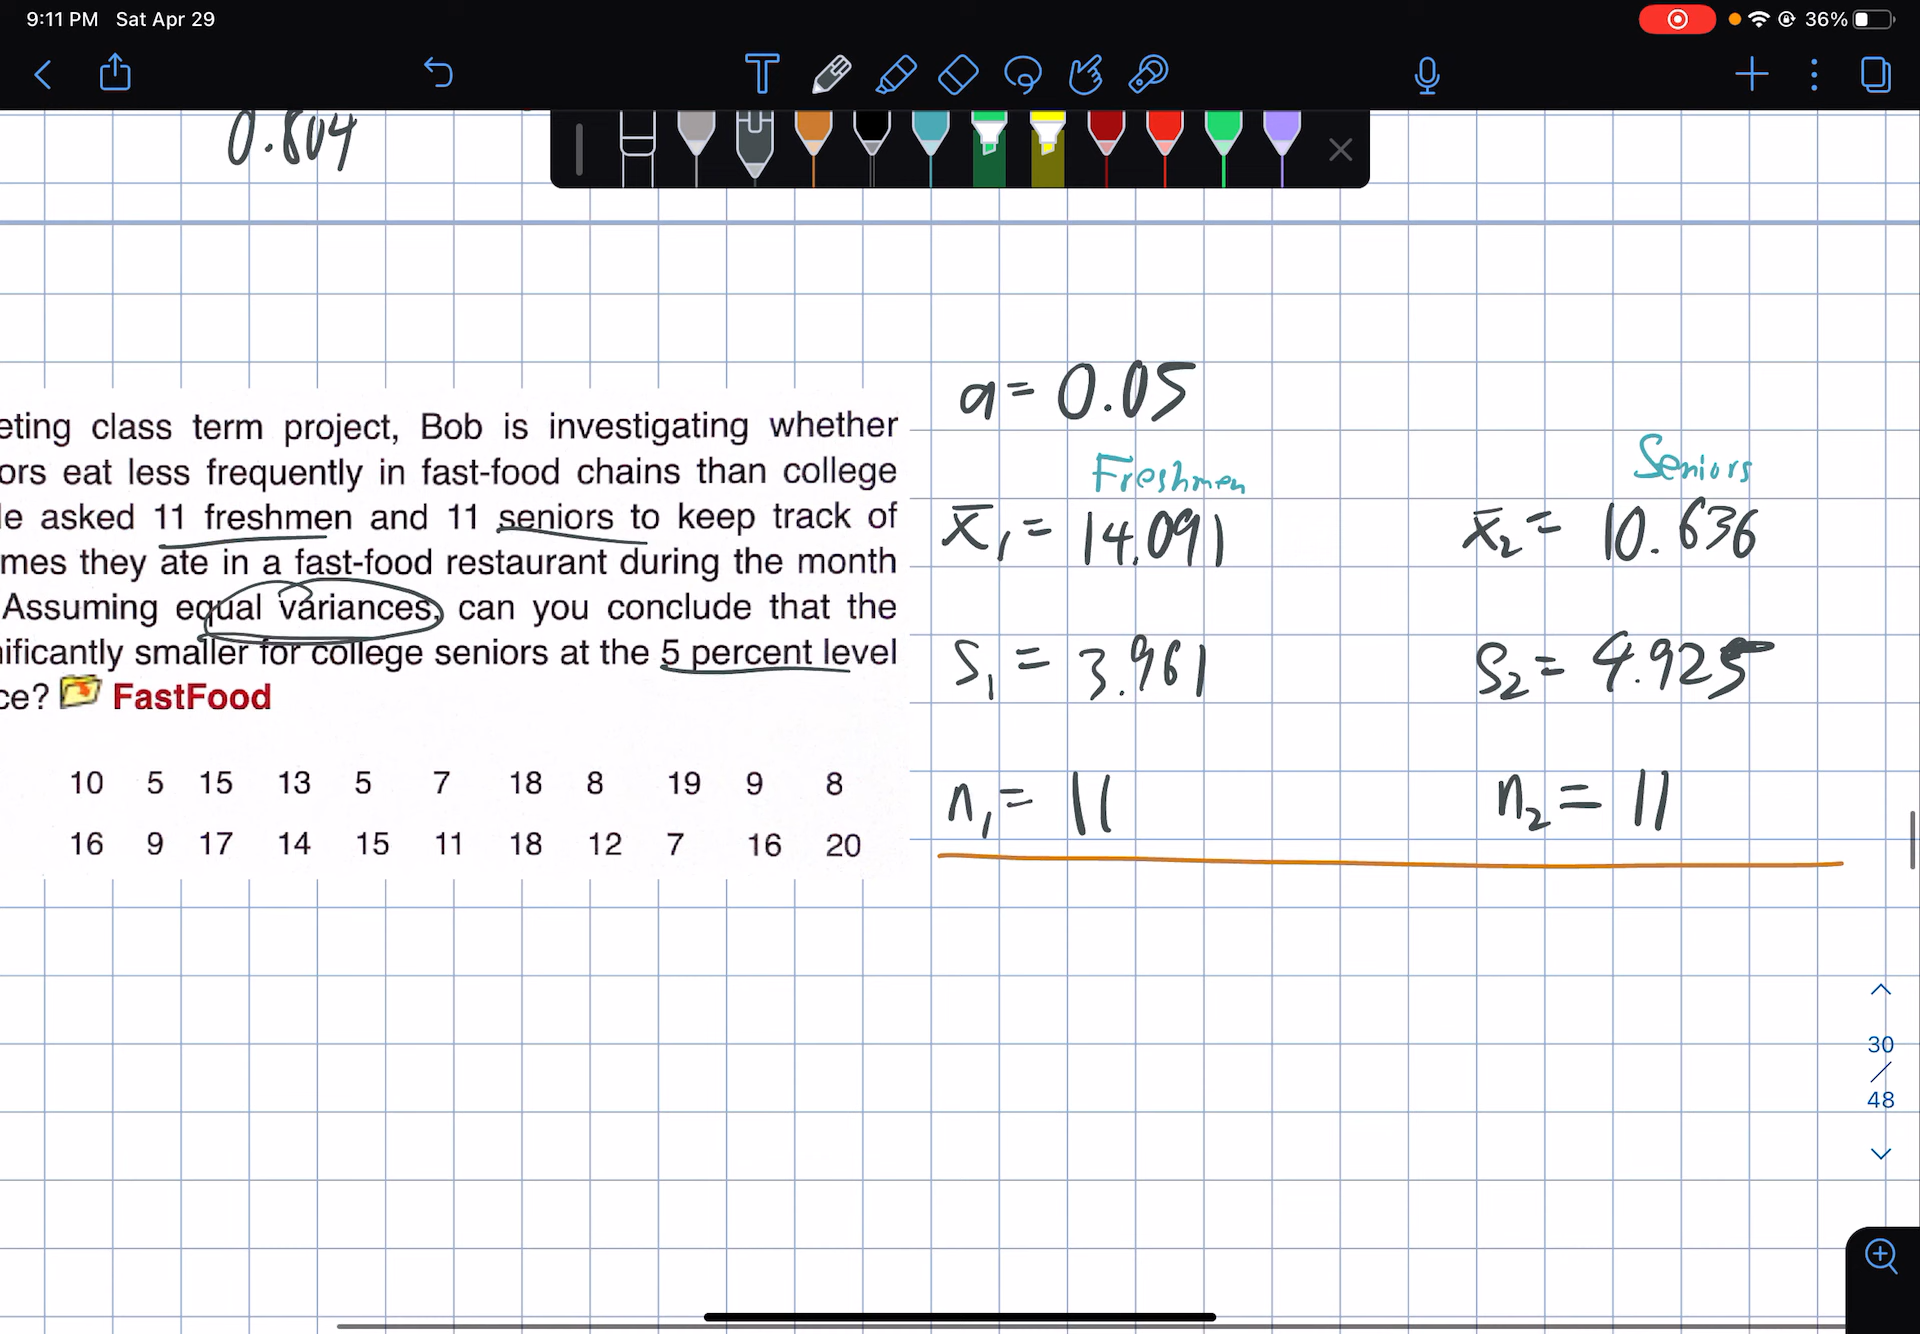 9:11 PM Sat Apr 29
36%
0.804
eting class term project, Bob is investigating whether
ors eat less frequently in fast-food chains than college
le asked 11 freshmen and 11 seniors to keep track of
mes they ate in a fast-food restaurant during the month
Assuming equal variances, can you conclude that the
nificantly smaller for college seniors at the 5 percent level
ce? FastFood
10 5 15 13 5 7 18 8 19 9 8
16 9 17 14 15 11 18 12 7 16 20
a = 0.05
Freshmen Seniors
x̄₁ = 14.091 x̄₂ = 10.636
S₁ = 3.961 S₂ = 4.925
n₁ = 11 n₂ = 11
30
/
48